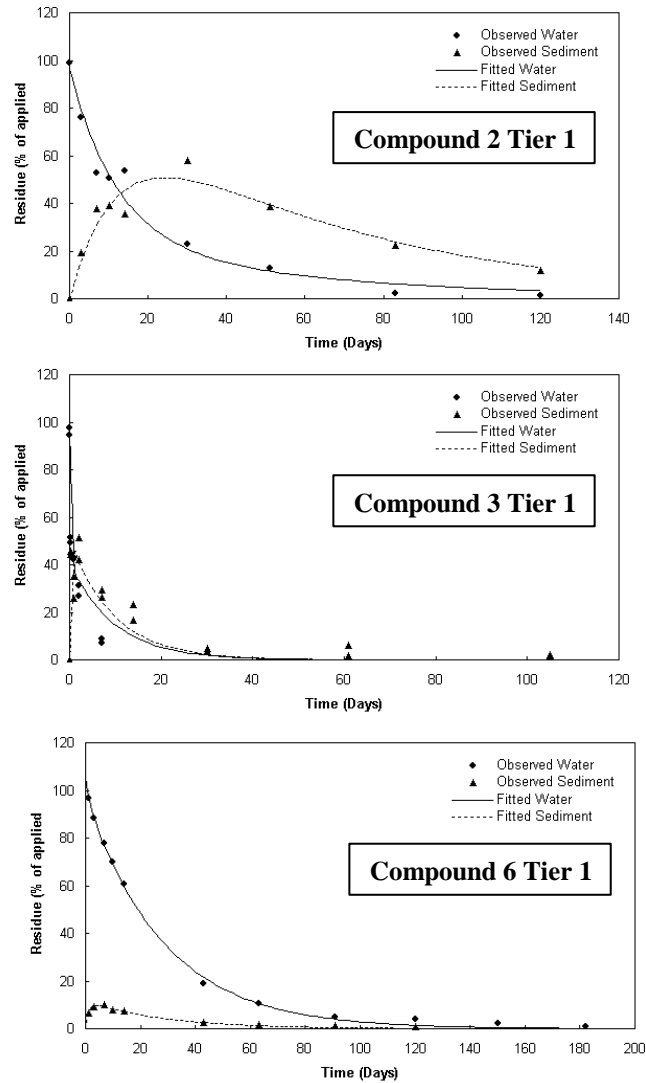 120
100
80
60
40
20
0
Residue (% of applied
Observed Water
Observed Sediment
Fitted Water
Fitted Sediment
Compound 2 Tier 1
0 20 40 60 80 100 120 140
Time (Days)
120
100
80
60
40
20
0
Residue (% of applied
Observed Water
Observed Sediment
Fitted Water
Fitted Sediment
Compound 3 Tier 1
0 20 40 60 80 100 120
Time (Days)
120
100
80
60
40
20
0
Residue (% of applied
Observed Water
Observed Sediment
Fitted Water
Fitted Sediment
Compound 6 Tier 1
0 20 40 60 80 100 120 140 160 180 200
Time (Days)